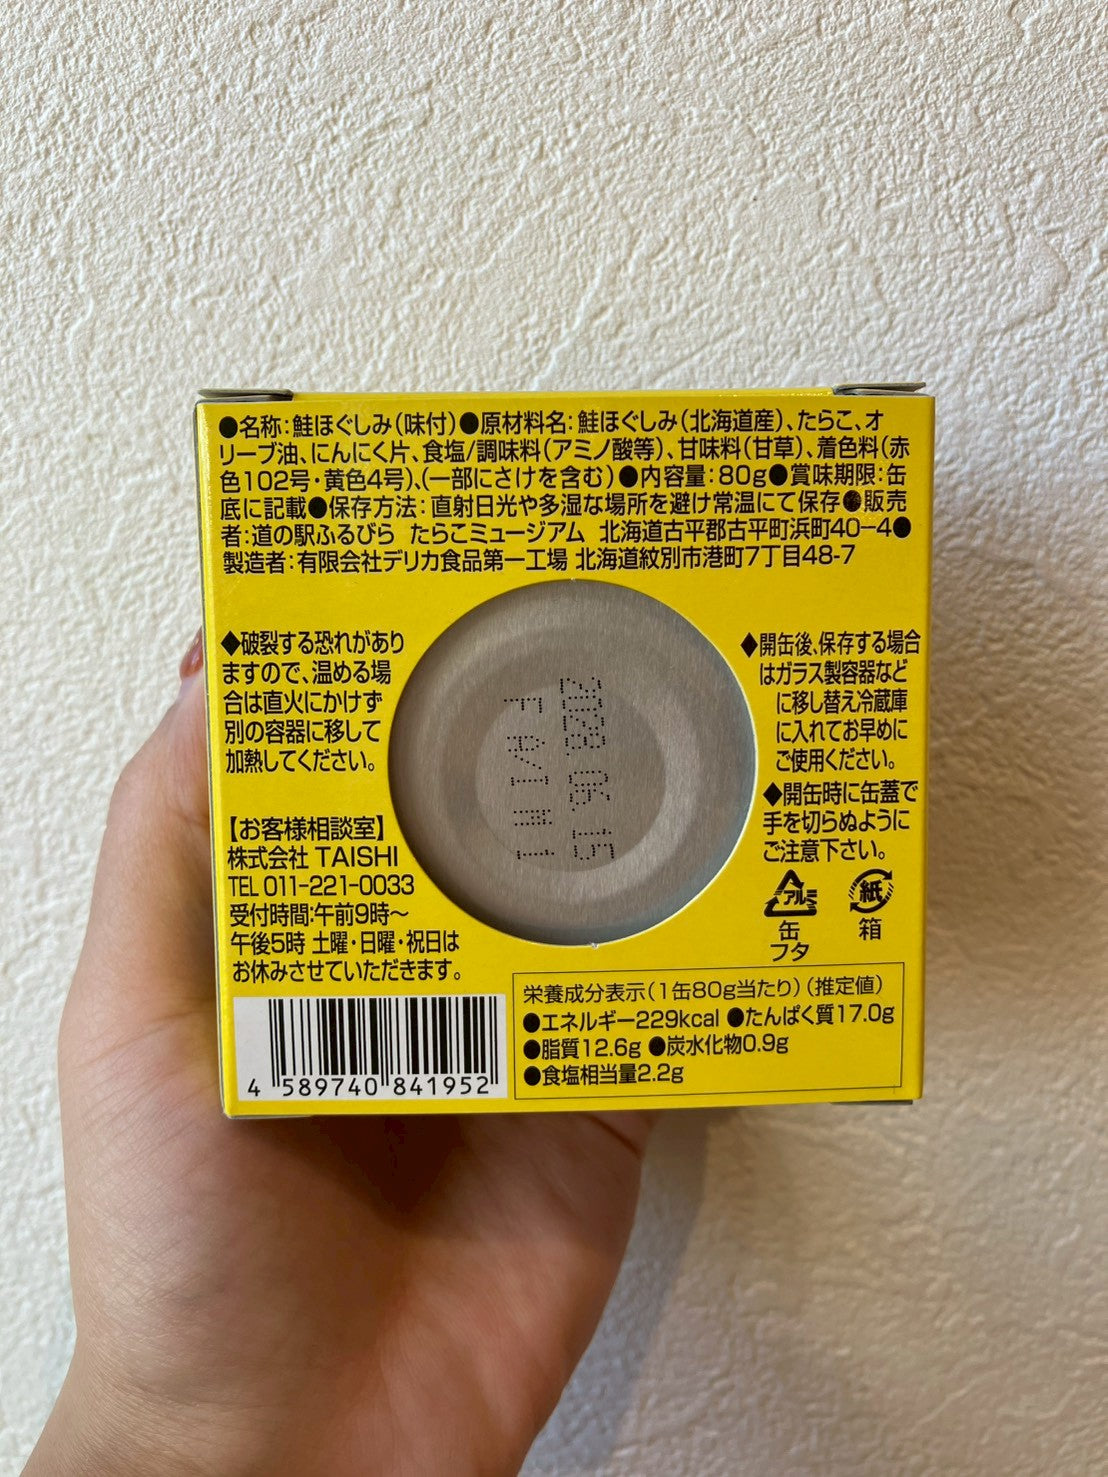 ●名称:鮭ほぐしみ(味付)●原材料名:鮭ほぐしみ(北海道産)、たらこ、オ
リーブ油、にんにく片、食塩/調味料(アミノ酸等)、甘味料(甘草)、着色料(赤
色102号・黄色4号)、(一部にさけを含む)●内容量:80g●賞味期限:缶
底に記載●保存方法:直射日光や多湿な場所を避け常温にて保存●販売
者:道の駅ふるびら たらこミュージアム 北海道古平郡古平町浜町40-4●
製造者:有限会社デリカ食品第一工場 北海道紋別市港町7丁目48-7
◆破裂する恐れがあり
ますので、温める場
合は直火にかけず
別の容器に移して
加熱してください。
【お客様相談室】
株式会社 TAISHI
TEL 011-221-0033
受付時間:午前9時〜
午後5時 土曜・日曜・祝日は
お休みさせていただきます。
2028.06.15
◆開缶後、保存する場合
はガラス製容器など
に移し替え冷蔵庫
に入れてお早めに
ご使用ください。
◆開缶時に缶蓋で
手を切らぬように
ご注意下さい。
アルミ
缶
フタ
紙
箱
栄養成分表示(1缶80g当たり)(推定値)
●エネルギー229kcal ●たんぱく質17.0g
●脂質12.6g ●炭水化物0.9g
●食塩相当量2.2g
4 589740 841952